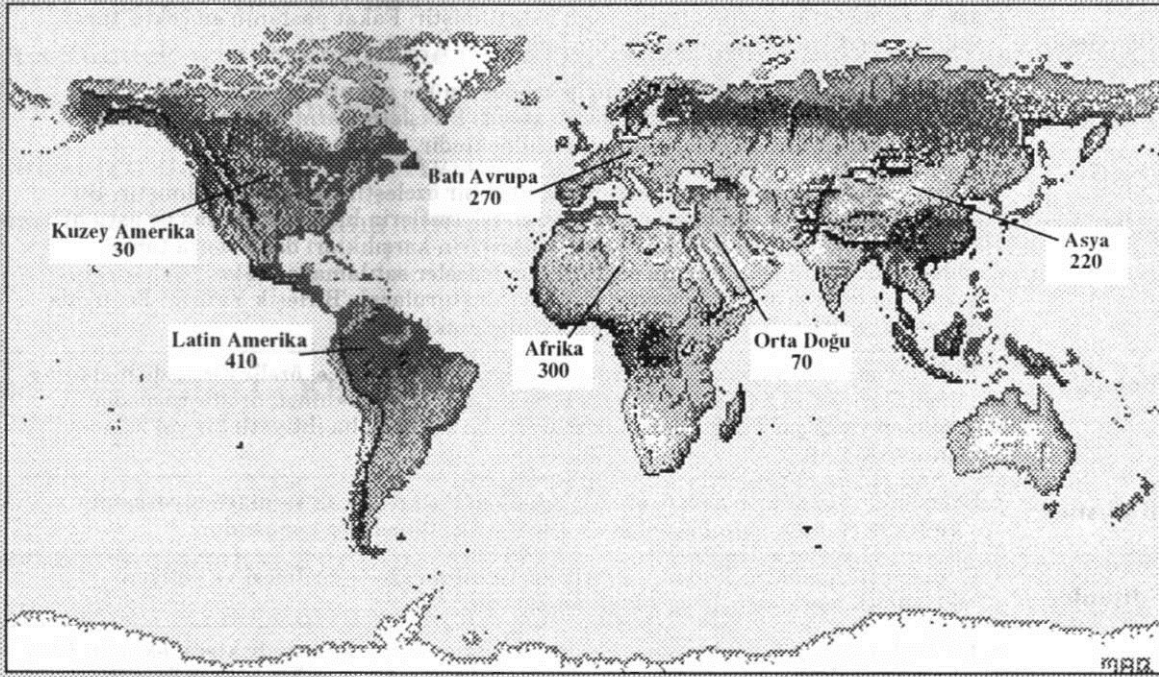 Batı Avrupa
270
Kuzey Amerika
30
Asya
220
Latin Amerika
410
Afrika
300
Orta Doğu
70